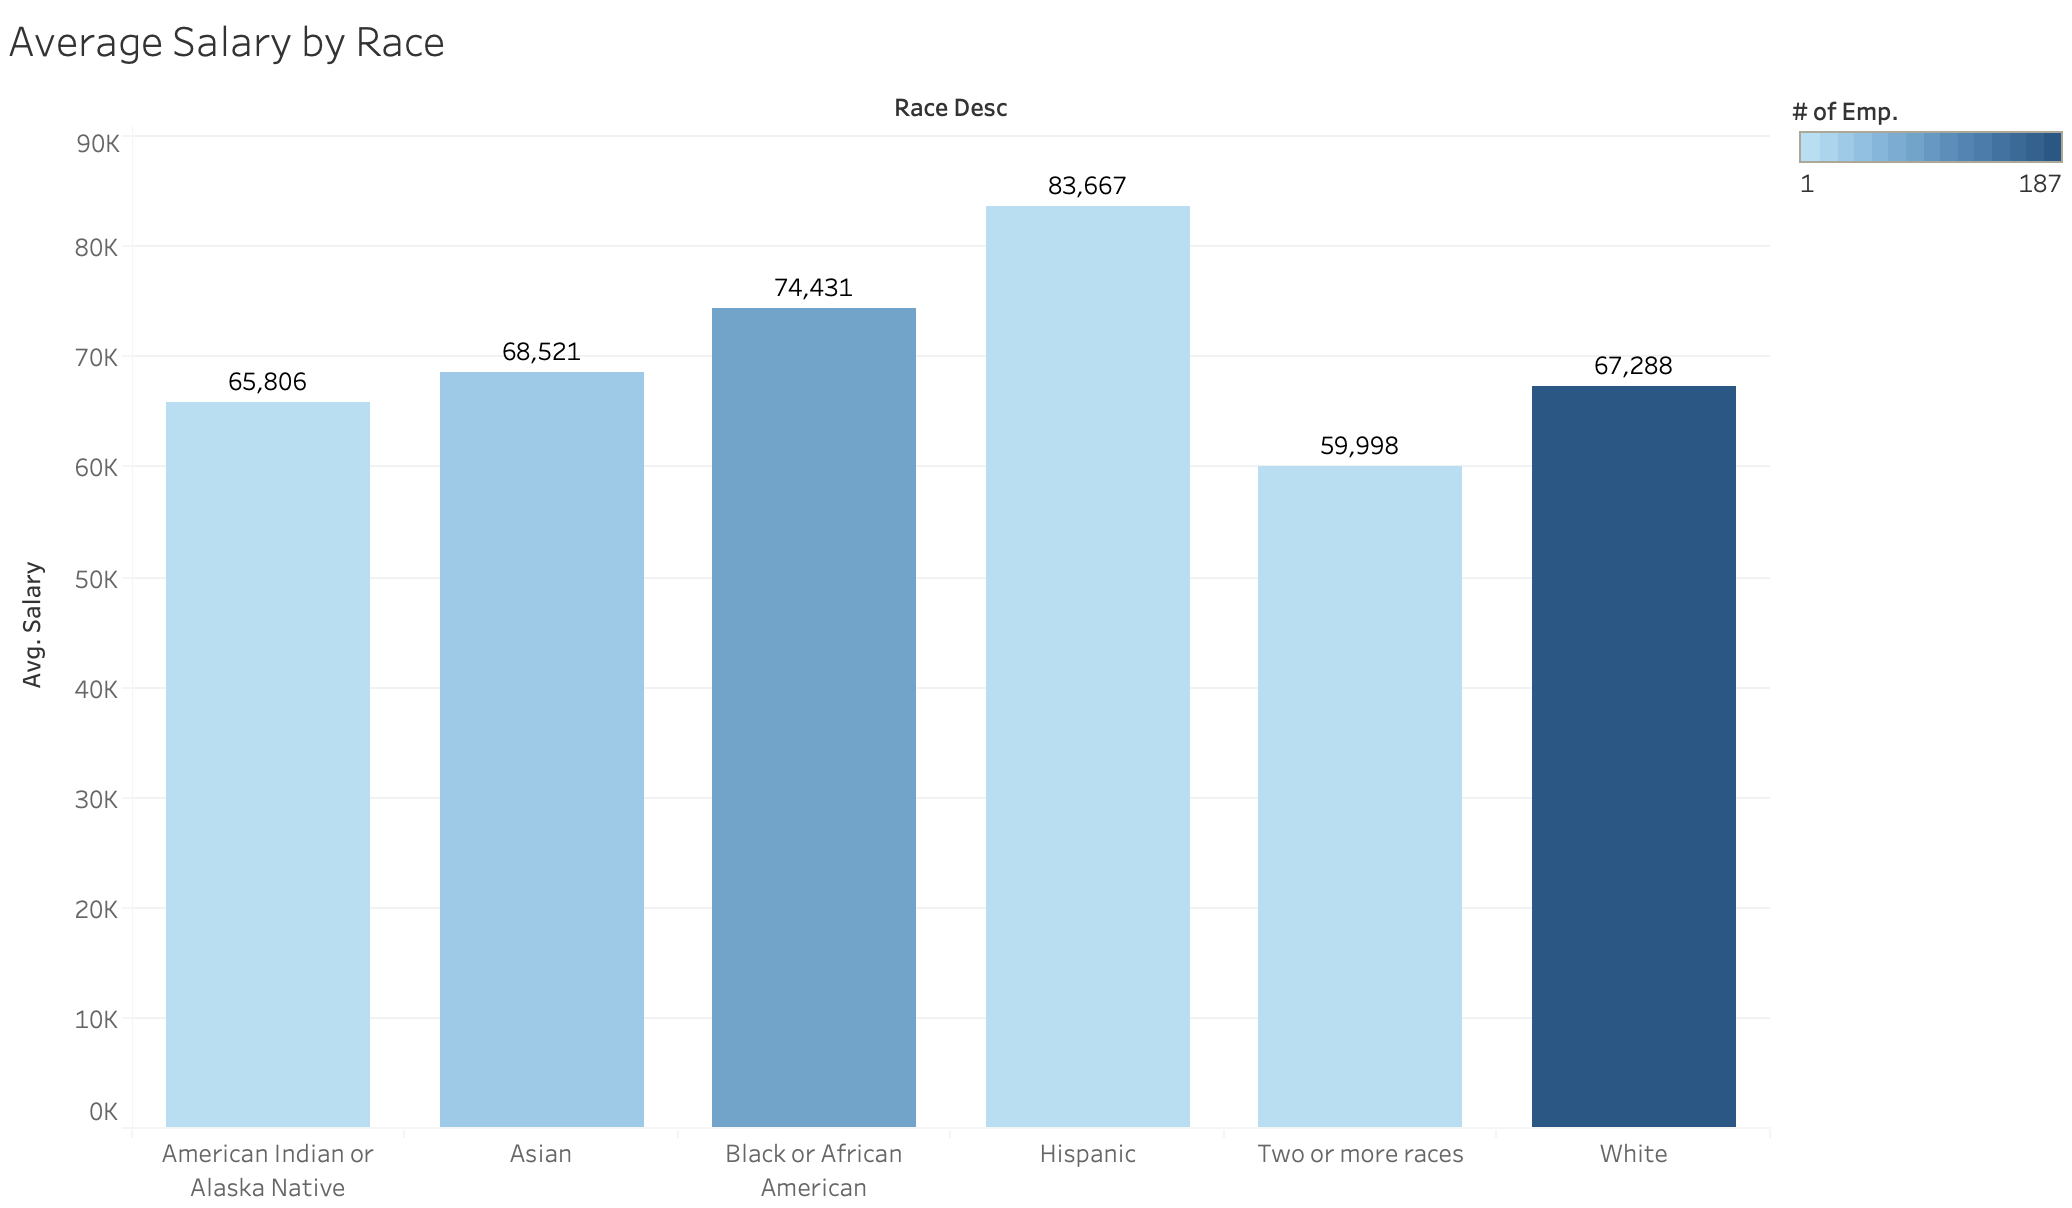 Average Salary by Race
Race Desc
# of Emp.
1 187
90K
80K
70K
60K
50K
40K
30K
20K
10K
0K
Avg. Salary
65,806
68,521
74,431
83,667
59,998
67,288
American Indian or
Alaska Native
Asian
Black or African
American
Hispanic
Two or more races
White